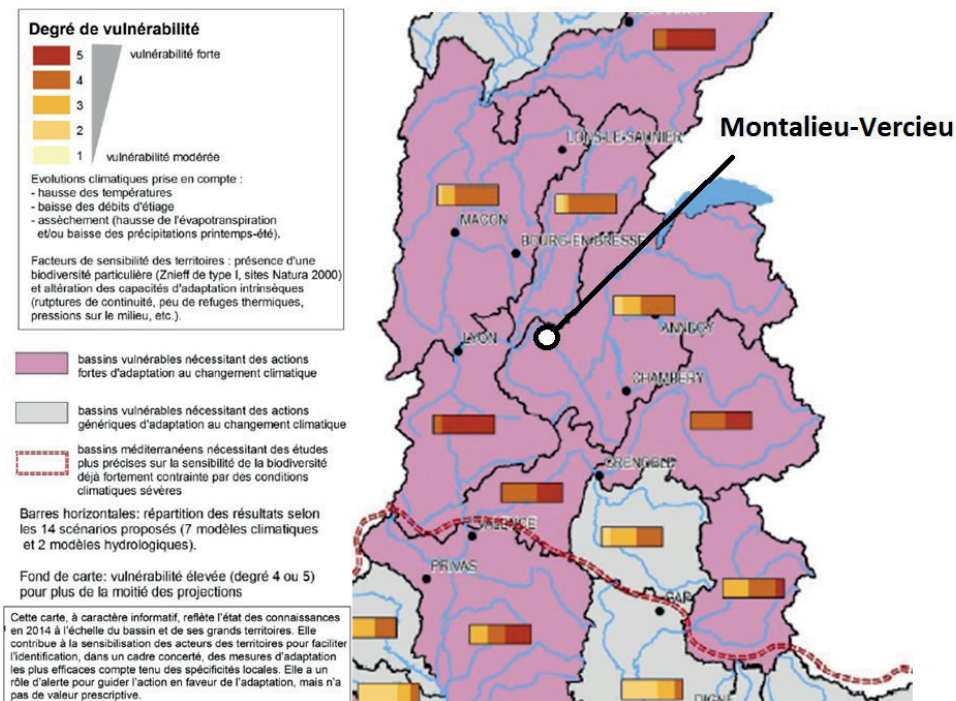 Degré de vulnérabilité
5
vulnérabilité forte
4
3
2
1
vulnérabilité modérée
Evolutions climatiques prise en compte :
- hausse des températures
- baisse des débits d'étiage
- assèchement (hausse de l'évapotranspiration
et/ou baisse des précipitations printemps-été).
Facteurs de sensibilité des territoires : présence d'une
biodiversité particulière (Znieff de type I, sites Natura 2000)
et altération des capacités d'adaptation intrinsèques
(rutptures de continuité, peu de refuges thermiques,
pressions sur le milieu, etc.).
bassins vulnérables nécessitant des actions
fortes d'adaptation au changement climatique
bassins vulnérables nécessitant des actions
génériques d'adaptation au changement climatique
bassins méditerranéens nécessitant des études
plus précises sur la sensibilité de la biodiversité
déjà fortement contrainte par des conditions
climatiques sévères
Barres horizontales: répartition des résultats selon
les 14 scénarios proposés (7 modèles climatiques
et 2 modèles hydrologiques).
Fond de carte: vulnérabilité élevée (degré 4 ou 5)
pour plus de la moitié des projections
Cette carte, à caractère informatif, reflète l'état des connaissances
en 2014 à l'échelle du bassin et de ses grands territoires. Elle
contribue à la sensibilisation des acteurs des territoires pour faciliter
l'identification, dans un cadre concerté, des mesures d'adaptation
les plus efficaces compte tenu des spécificités locales. Elle a un
rôle d'alerte pour guider l'action en faveur de l'adaptation, mais n'a
pas de valeur prescriptive.
Montalieu-Vercieu
LONS-LE-SAUNIER
MACON
BOURG-EN-BRESSE
ANNECY
LYON
CHAMBERY
GRENOBLE
VALENCE
PRIVAS
GAP
DIGNE